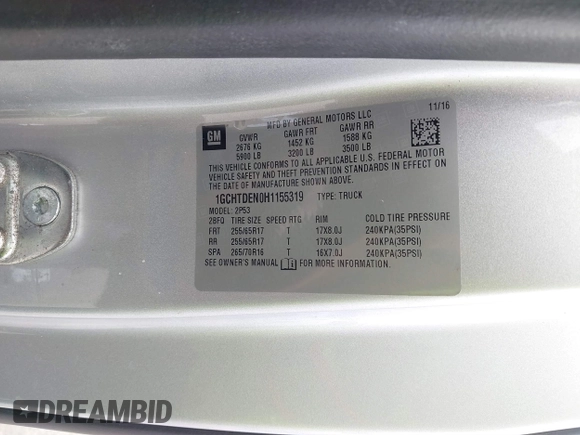 11/16
GM
MFD BY GENERAL MOTORS LLC
GVWR GAWR FRT GAWR RR
2676 KG 1452 KG 1588 KG
5900 LB 3200 LB 3500 LB
THIS VEHICLE CONFORMS TO ALL APPLICABLE U.S. FEDERAL MOTOR
VEHICLE SAFETY AND THEFT PREVENTION STANDARDS IN EFFECT ON
THE DATE OF MANUFACTURE SHOWN ABOVE.
1GCHTDEN0H1155319 TYPE: TRUCK
MODEL: 2P53
28FQ TIRE SIZE SPEED RTG RIM COLD TIRE PRESSURE
FRT 255/65R17 T 17X8.0J 240KPA(35PSI)
RR 255/65R17 T 17X8.0J 240KPA(35PSI)
SPA 265/70R16 T 16X7.0J 240KPA(35PSI)
SEE OWNER'S MANUAL FOR MORE INFORMATION.
DREAMBID